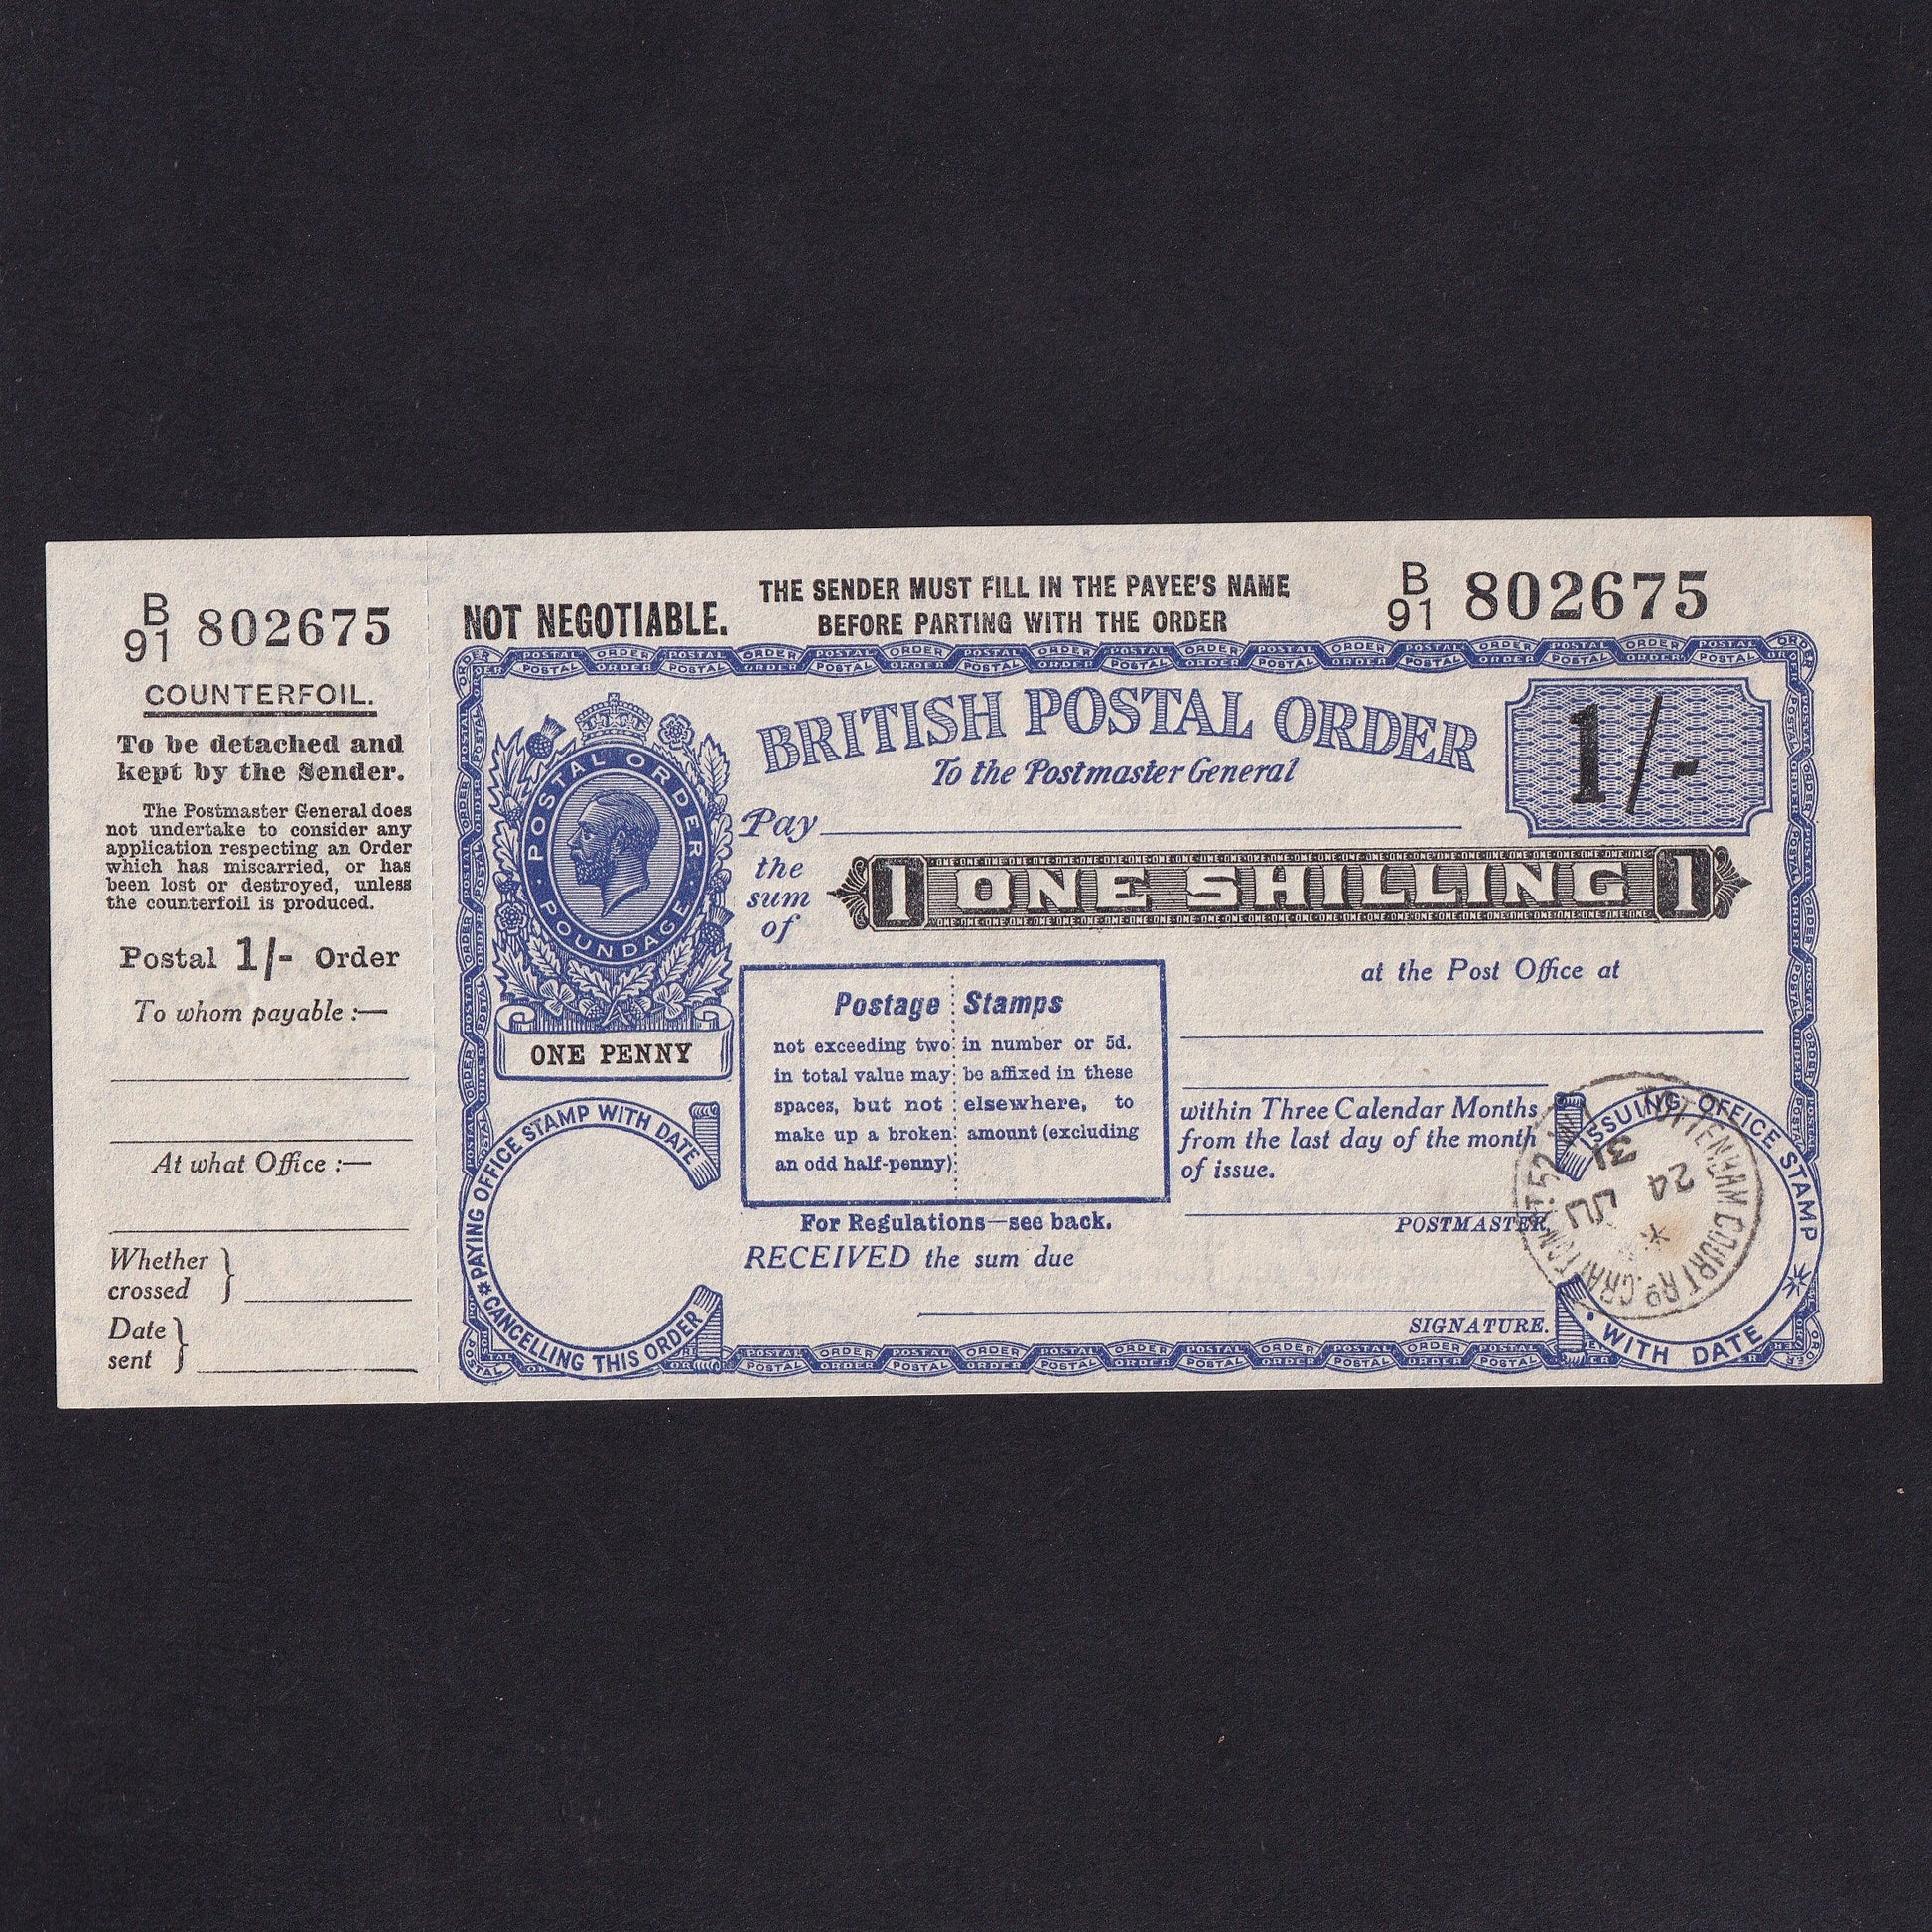 B
91 802675
COUNTERFOIL.
To be detached and
kept by the Sender.
The Postmaster General does
not undertake to consider any
application respecting an Order
which has miscarried, or has
been lost or destroyed, unless
the counterfoil is produced.
Postal 1/- Order
To whom payable :—
At what Office :—
Whether
crossed }
Date
sent }
NOT NEGOTIABLE.
THE SENDER MUST FILL IN THE PAYEE'S NAME
BEFORE PARTING WITH THE ORDER
B
91 802675
BRITISH POSTAL ORDER
To the Postmaster General
1/-
POSTAL ORDER
POUNDAGE
ONE PENNY
Pay
the
sum
of
1 ONE SHILLING 1
at the Post Office at
Postage Stamps
not exceeding two in number or 5d.
in total value may be affixed in these
spaces, but not elsewhere, to
make up a broken amount (excluding
an odd half-penny)
within Three Calendar Months
from the last day of the month
of issue.
POSTMASTER.
For Regulations—see back.
RECEIVED the sum due
SIGNATURE.
PAYING OFFICE STAMP WITH DATE
CANCELLING THIS ORDER
ISSUING OFFICE STAMP
WITH DATE
TOTTENHAM COURT RD.
24 JU
31